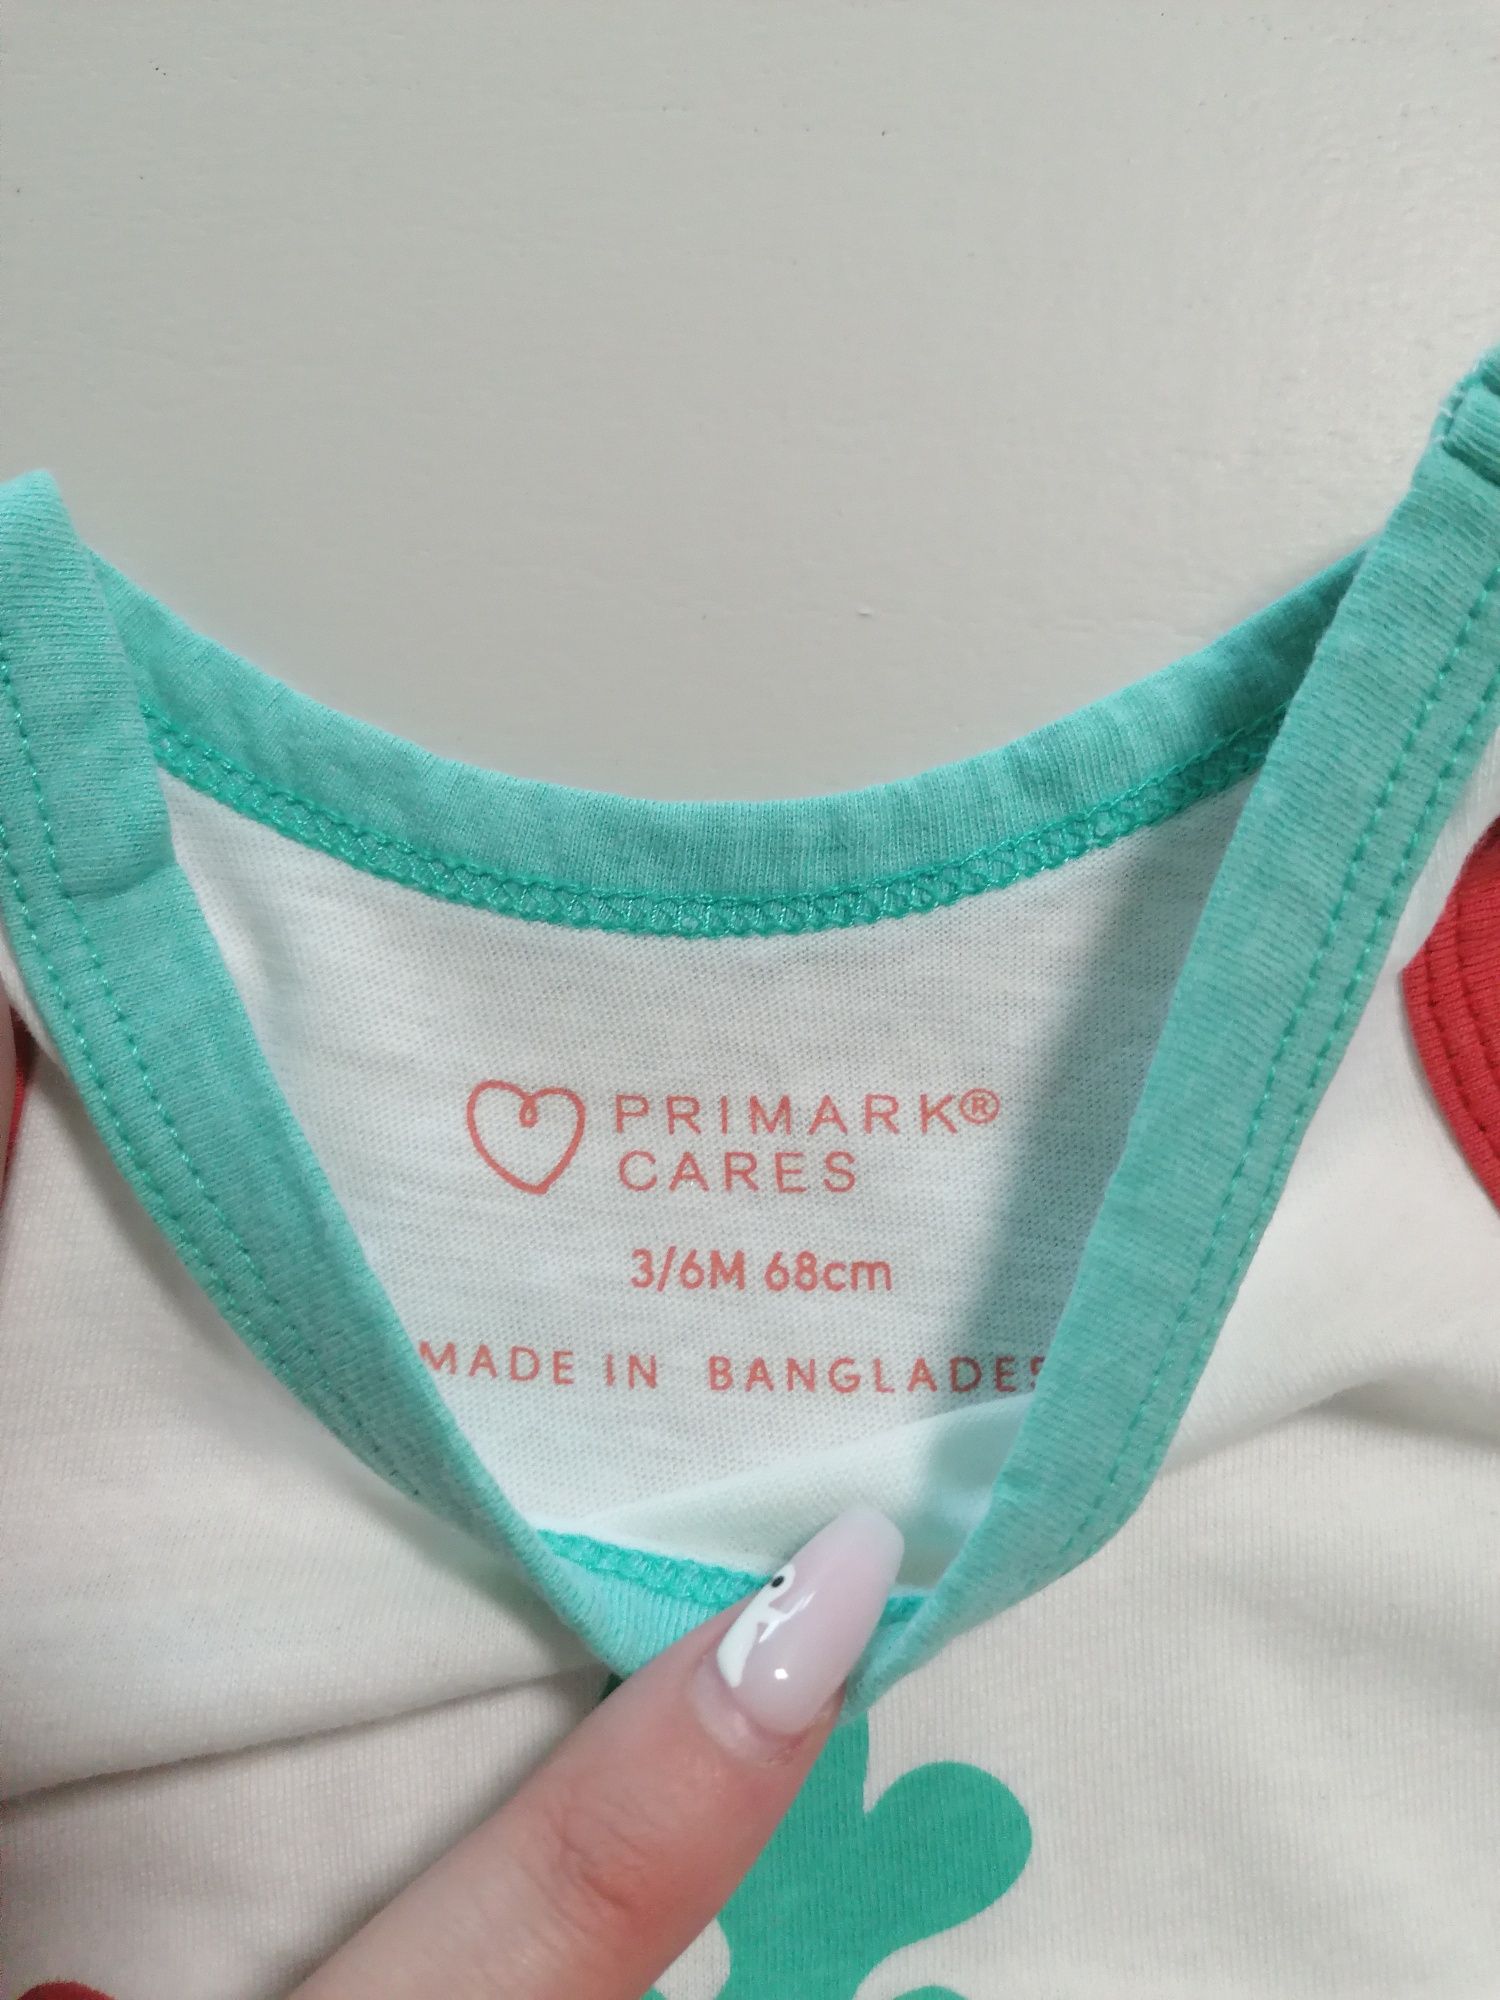 PRIMARK®
CARES
3/6M 68cm
MADE IN BANGLADES